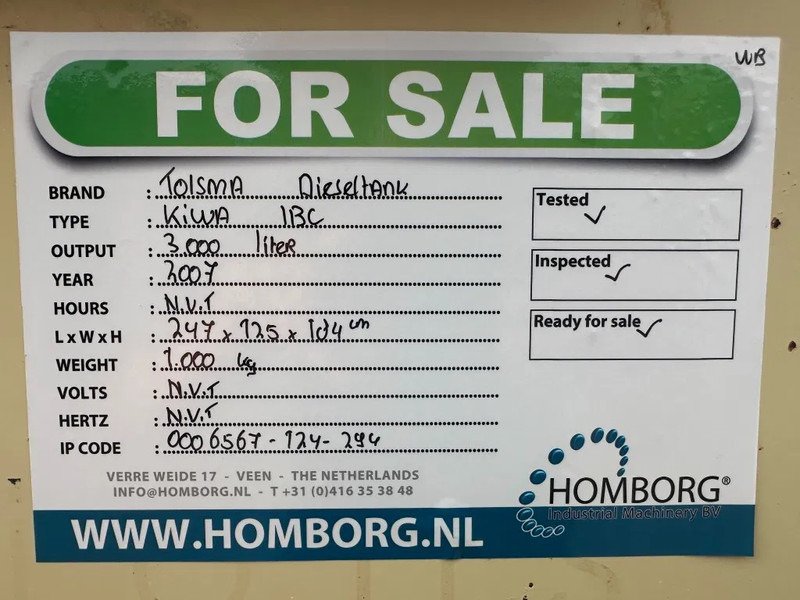 WB
FOR SALE
BRAND : Tolsma Dieseltank
TYPE : KIWA IBC
OUTPUT : 3.000 liter
YEAR : 2007
HOURS : N.V.T
L x W x H : 247 x 125 x 184 cm
WEIGHT : 1.000 kg
VOLTS : N.V.T
HERTZ : N.V.T
IP CODE : 0006567-124-294
Tested ✓
Inspected ✓
Ready for sale ✓
VERRE WEIDE 17 - VEEN - THE NETHERLANDS
INFO@HOMBORG.NL - T +31 (0)416 35 38 48
HOMBORG®
Industrial Machinery BV
WWW.HOMBORG.NL